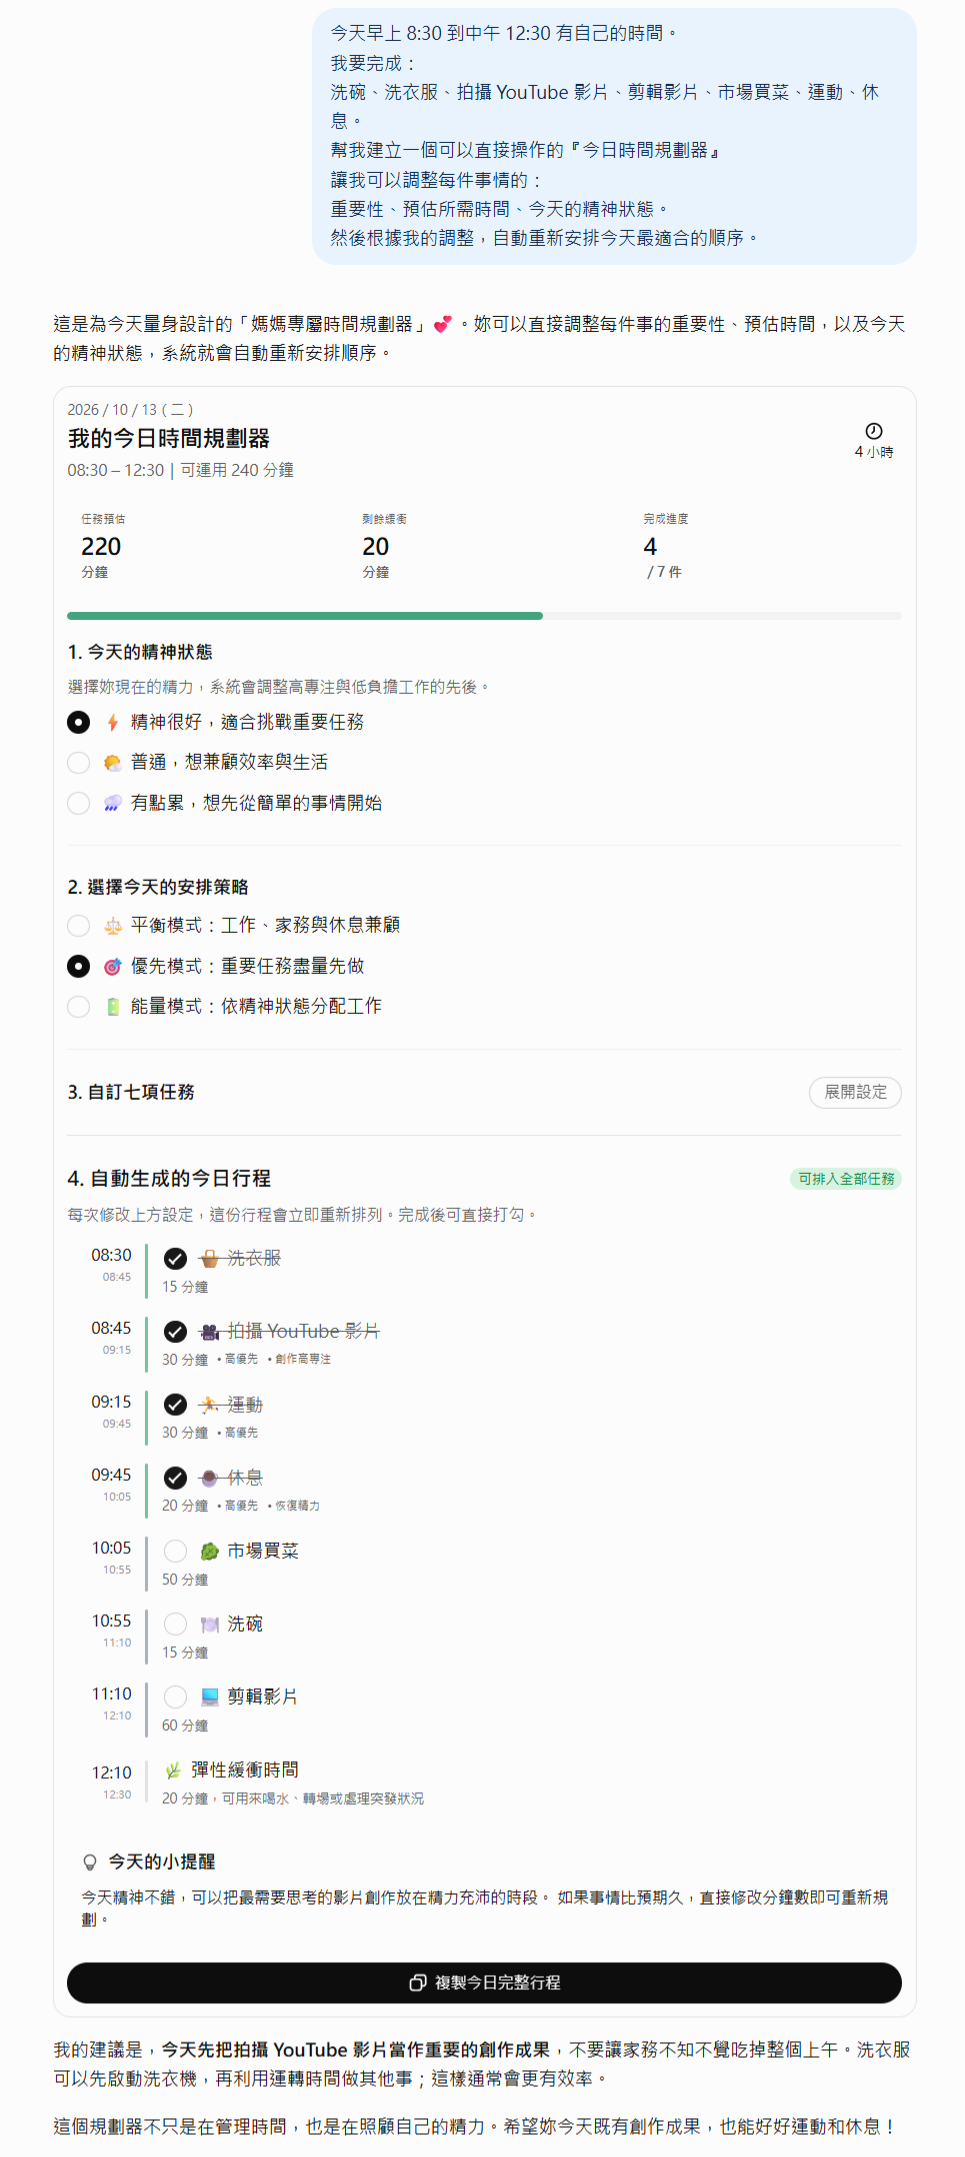 今天早上 8:30 到中午 12:30 有自己的時間。
我要完成：
洗碗、洗衣服、拍攝 YouTube 影片、剪輯影片、市場買菜、運動、休
息。
幫我建立一個可以直接操作的『今日時間規劃器』
讓我可以調整每件事情的：
重要性、預估所需時間、今天的精神狀態。
然後根據我的調整，自動重新安排今天最適合的順序。
這是為今天量身設計的「媽媽專屬時間規劃器」💕。妳可以直接調整每件事的重要性、預估時間，以及今天
的精神狀態，系統就會自動重新安排順序。
2026 / 10 / 13 ( 二 )
我的今日時間規劃器
08:30 – 12:30｜可運用 240 分鐘
4 小時
任務預估
220
分鐘
剩餘緩衝
20
分鐘
完成進度
4
/ 7 件
1. 今天的精神狀態
選擇妳現在的精力，系統會調整高專注與低負擔工作的先後。
⚡ 精神很好，適合挑戰重要任務
🌤️ 普通，想兼顧效率與生活
🌧️ 有點累，想先從簡單的事情開始
2. 選擇今天的安排策略
⚖️ 平衡模式：工作、家務與休息兼顧
🎯 優先模式：重要任務盡量先做
🔋 能量模式：依精神狀態分配工作
3. 自訂七項任務
展開設定
4. 自動生成的今日行程
可排入全部任務
每次修改上方設定，這份行程會立即重新排列。完成後可直接打勾。
08:30
08:45
🧺 洗衣服
15 分鐘
08:45
09:15
🎥 拍攝 YouTube 影片
30 分鐘 • 高優先 • 創作高專注
09:15
09:45
🏃 運動
30 分鐘 • 高優先
09:45
10:05
休息
20 分鐘 • 高優先 • 恢復精力
10:05
10:55
🥬 市場買菜
50 分鐘
10:55
11:10
🍽️ 洗碗
15 分鐘
11:10
12:10
💻 剪輯影片
60 分鐘
12:10
12:30
🌿 彈性緩衝時間
20 分鐘，可用來喝水、轉場或處理突發狀況
今天的小提醒
今天精神不錯，可以把最需要思考的影片創作放在精力充沛的時段。 如果事情比預期久，直接修改分鐘數即可重新規
劃。
複製今日完整行程
我的建議是，今天先把拍攝 YouTube 影片當作重要的創作成果，不要讓家務不知不覺吃掉整個上午。洗衣服
可以先啟動洗衣機，再利用運轉時間做其他事；這樣通常會更有效率。
這個規劃器不只是在管理時間，也是在照顧自己的精力。希望妳今天既有創作成果，也能好好運動和休息！